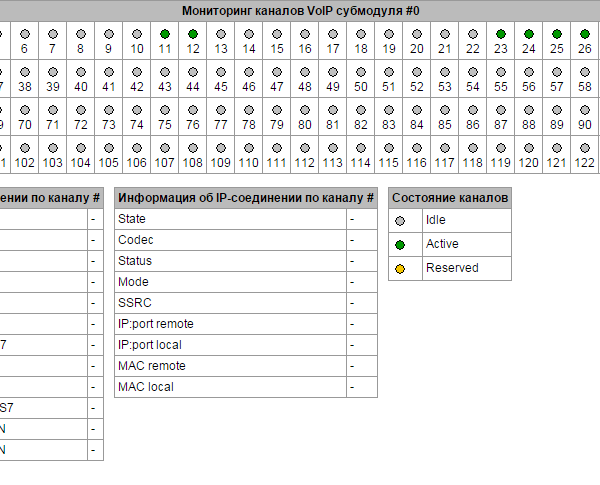 Мониторинг каналов VoIP субмодуля #0
6 7 8 9 10 11 12 13 14 15 16 17 18 19 20 21 22 23 24 25 26
7 38 39 40 41 42 43 44 45 46 47 48 49 50 51 52 53 54 55 56 57 58
9 70 71 72 73 74 75 76 77 78 79 80 81 82 83 84 85 86 87 88 89 90
1 102 103 104 105 106 107 108 109 110 111 112 113 114 115 116 117 118 119 120 121 122
ении по каналу #
-
-
-
-
-
-
7 -
-
-
S7 -
N -
N -
Информация об IP-соединении по каналу #
State -
Codec -
Status -
Mode -
SSRC -
IP:port remote -
IP:port local -
MAC remote -
MAC local -
Состояние каналов
Idle
Active
Reserved